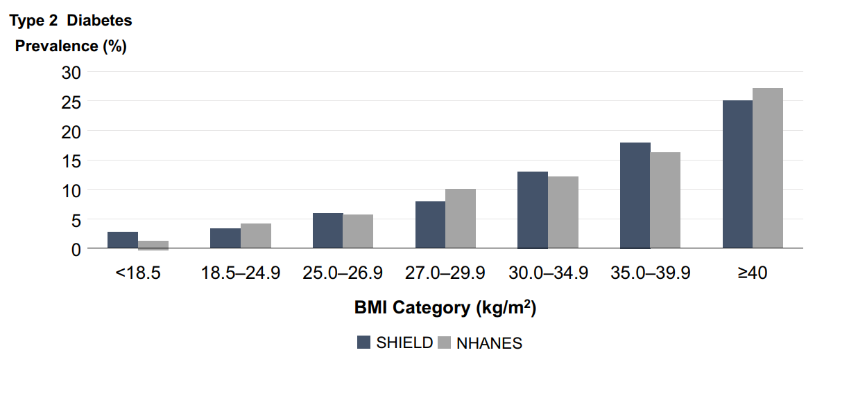 Type 2 Diabetes
Prevalence (%)
30
25
20
15
10
5
0
<18.5 18.5–24.9 25.0–26.9 27.0–29.9 30.0–34.9 35.0–39.9 ≥40
BMI Category (kg/m²)
SHIELD NHANES